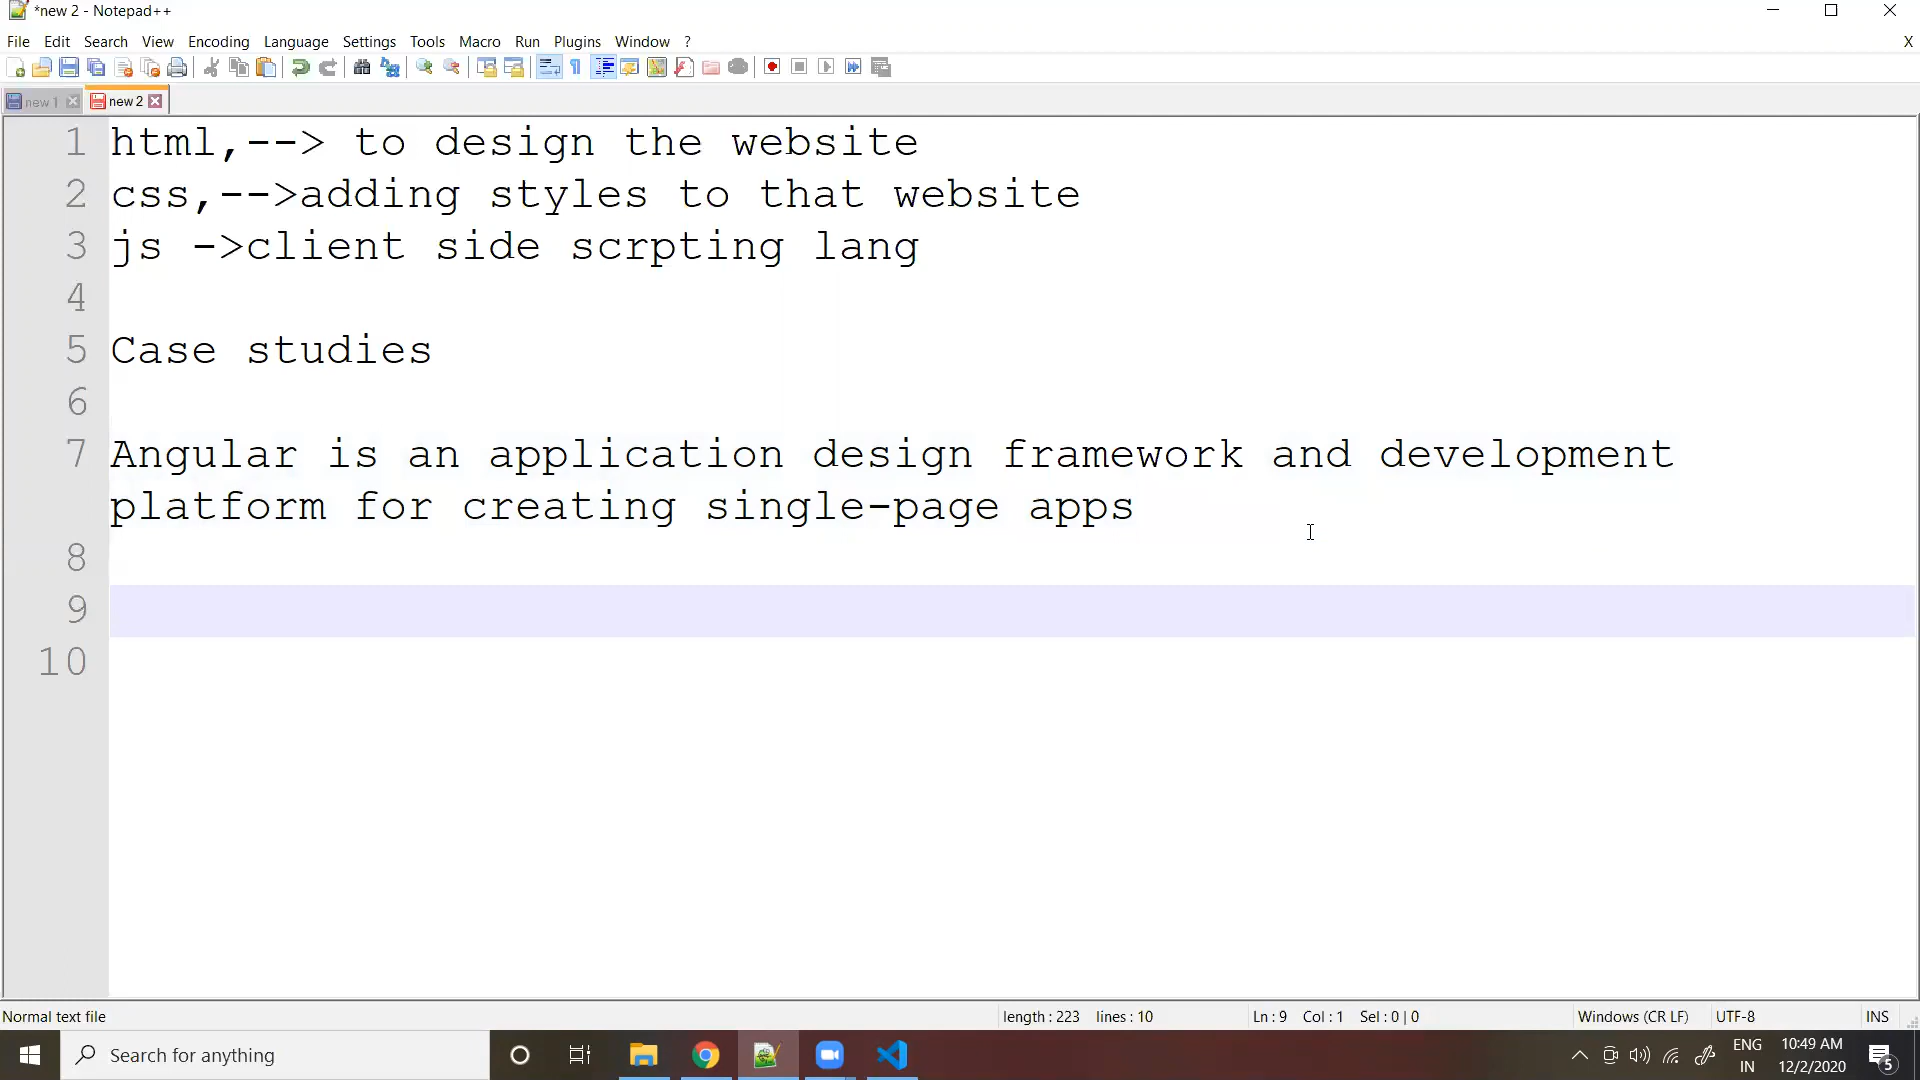 *new 2 - Notepad++
File Edit Search View Encoding Language Settings Tools Macro Run Plugins Window ? X
new 1 new 2
1 html,--> to design the website
2 css,-->adding styles to that website
3 js ->client side scrpting lang
4
5 Case studies
6
7 Angular is an application design framework and development
platform for creating single-page apps
8
9
10
Normal text file length : 223 lines : 10 Ln : 9 Col : 1 Sel : 0 | 0 Windows (CR LF) UTF-8 INS
Search for anything ENG 10:49 AM
IN 12/2/2020 5